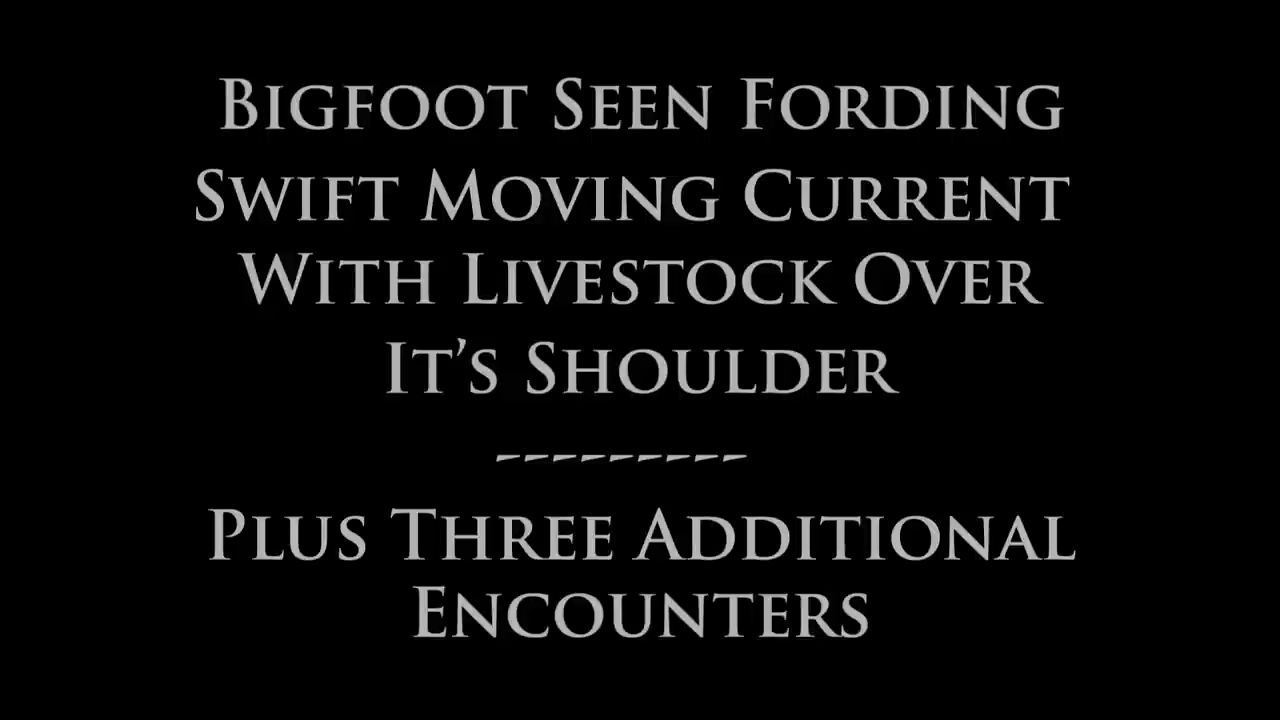 Bigfoot Seen Fording
Swift Moving Current
With Livestock Over
It’s Shoulder
---------
Plus Three Additional
Encounters